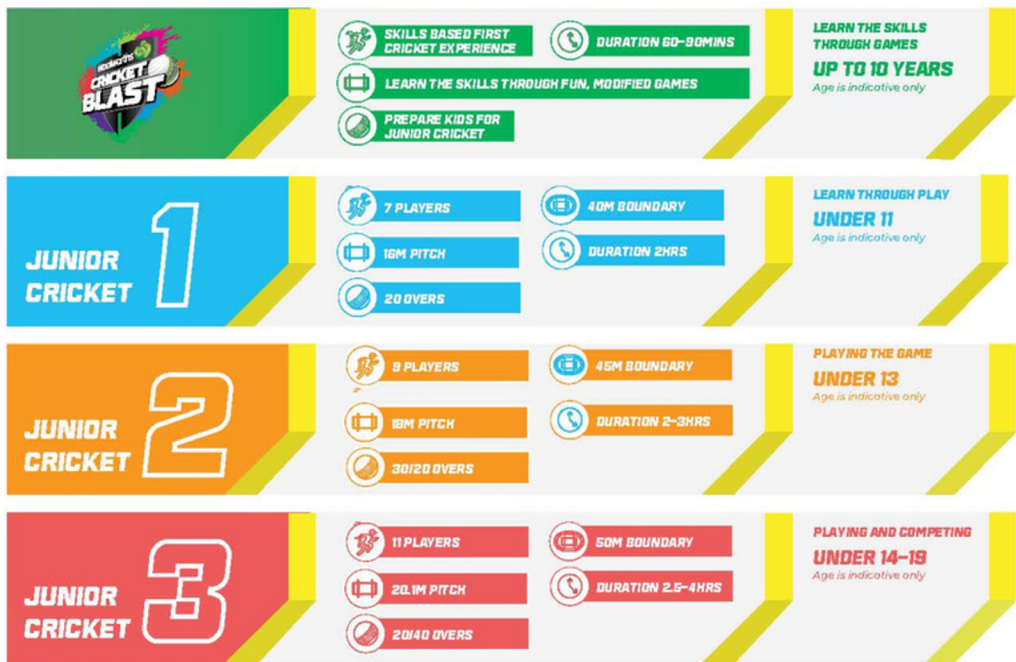 WOOLWORTHS
CRICKET
BLAST
SKILLS BASED FIRST
CRICKET EXPERIENCE
DURATION 60-90MINS
LEARN THE SKILLS THROUGH FUN, MODIFIED GAMES
PREPARE KIDS FOR
JUNIOR CRICKET
LEARN THE SKILLS
THROUGH GAMES
UP TO 10 YEARS
Age is indicative only
JUNIOR
CRICKET
1
7 PLAYERS
16M PITCH
20 OVERS
40M BOUNDARY
DURATION 2HRS
LEARN THROUGH PLAY
UNDER 11
Age is indicative only
JUNIOR
CRICKET
2
9 PLAYERS
18M PITCH
30/20 OVERS
45M BOUNDARY
DURATION 2-3HRS
PLAYING THE GAME
UNDER 13
Age is indicative only
JUNIOR
CRICKET
3
11 PLAYERS
20.1M PITCH
20/40 OVERS
50M BOUNDARY
DURATION 2.5-4HRS
PLAYING AND COMPETING
UNDER 14-19
Age is indicative only